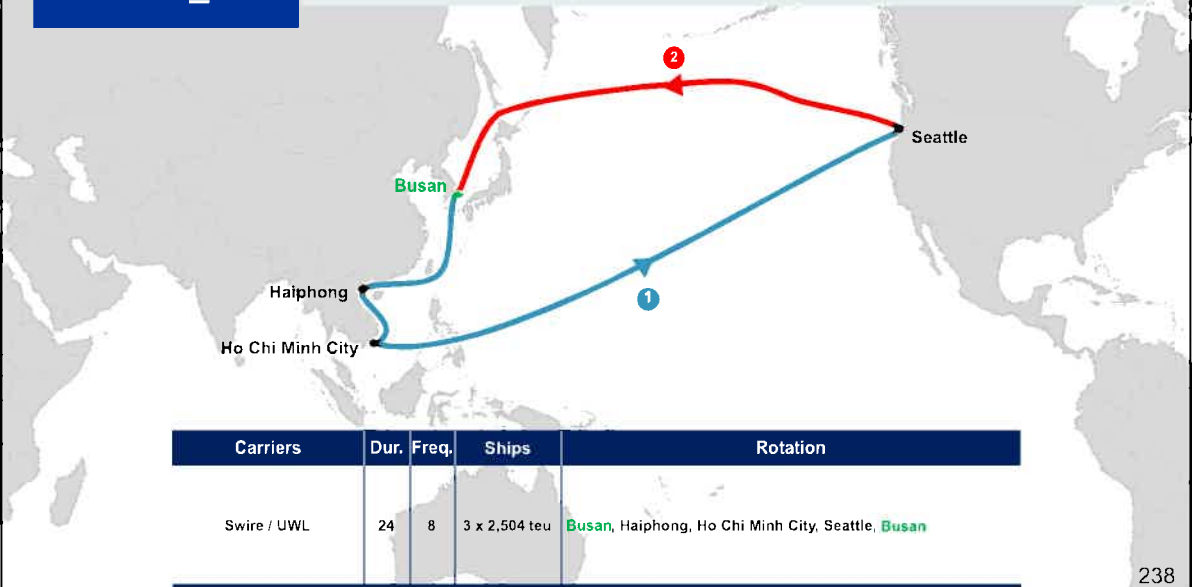 2
Seattle
Busan
Haiphong
1
Ho Chi Minh City
Carriers Dur. Freq. Ships Rotation
Swire / UWL 24 8 3 x 2,504 teu Busan, Haiphong, Ho Chi Minh City, Seattle, Busan
238